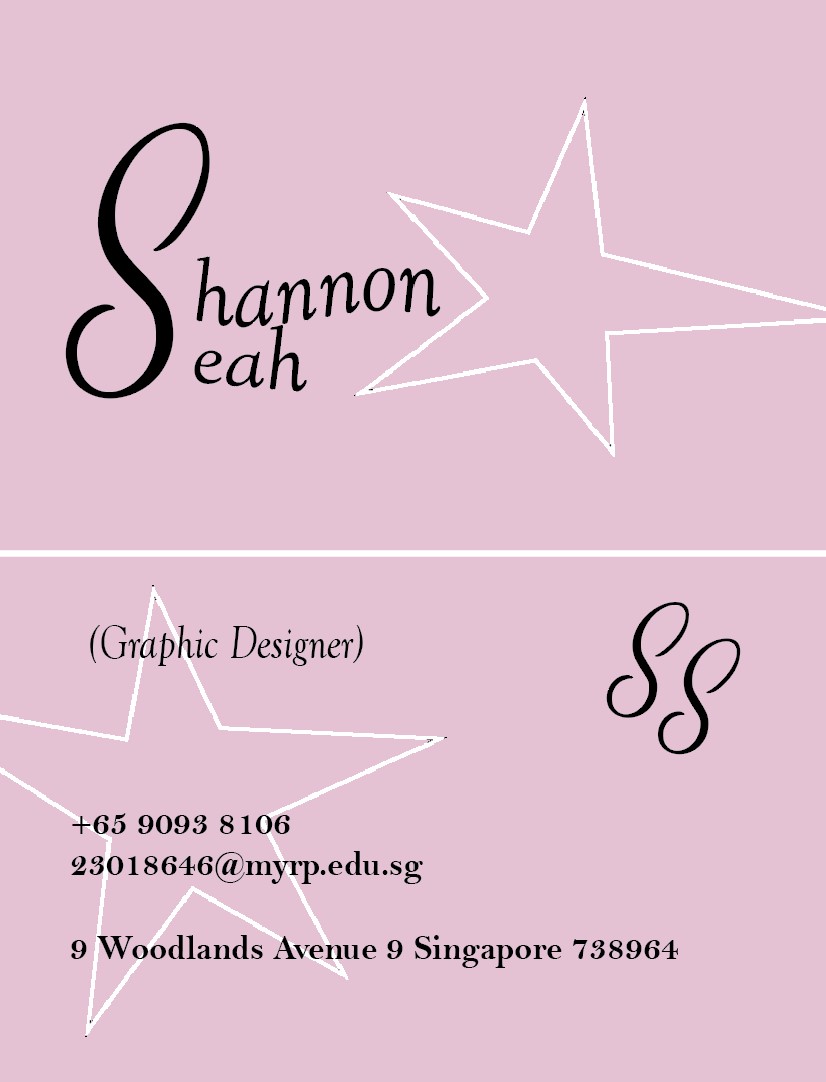 Shannon
Seah
(Graphic Designer)
SS
+65 9093 8106
23018646@myrp.edu.sg
9 Woodlands Avenue 9 Singapore 738964